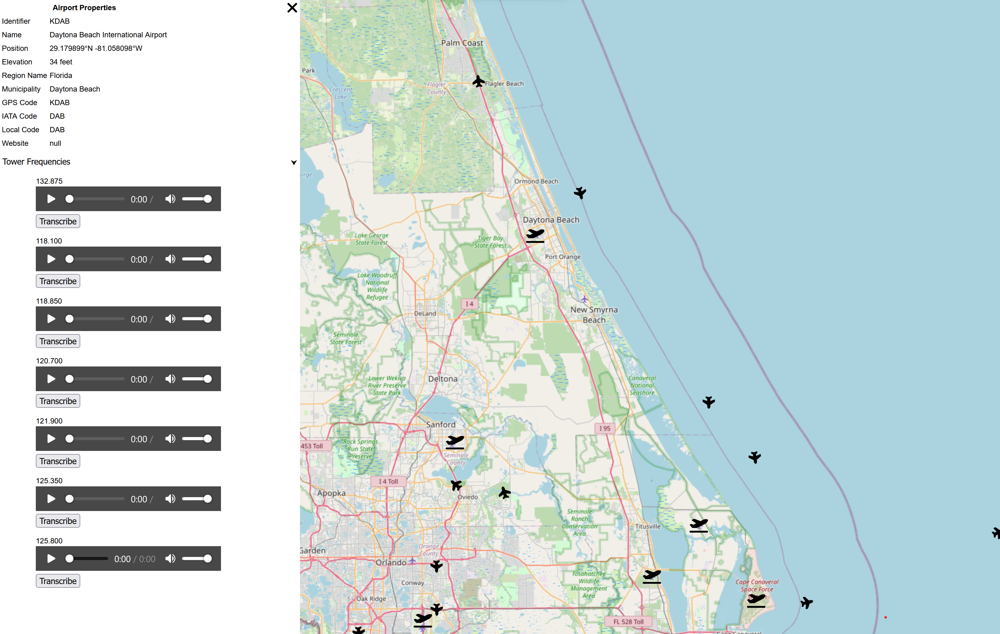 Airport Properties
Identifier KDAB
Name Daytona Beach International Airport
Position 29.179899°N -81.058098°W
Elevation 34 feet
Region Name Florida
Municipality Daytona Beach
GPS Code KDAB
IATA Code DAB
Local Code DAB
Website null
Tower Frequencies
132.875
0:00 /
Transcribe
118.100
0:00 /
Transcribe
118.850
0:00 /
Transcribe
120.700
0:00 /
Transcribe
121.900
0:00 /
Transcribe
125.350
0:00 /
Transcribe
125.800
0:00 / 0:00
Transcribe
Palm Coast
Park
Flagler Beach
Crescent
Lake
Flagler
County
orge
Ormond Beach
Daytona Beach
Lake George
State Forest
Tiger Bay
State Forest
Port Orange
Lake Woodruff
National
Wildlife
Refugee
I 4
New Smyrna
Beach
DeLand
Seminole
State Forest
Deltona
Lower Wekiva
River Preserve
State Park
Canaveral
National
Seashore
Sanford
I 95
453 Toll
Rock Springs
Run State
Preserve
Seminole
County
I 4 Toll
Apopka
Oviedo
Seminole
Ranch
Conservation
Area
Titusville
Garden
Orange
County
Orlando
Tosohatchee
Wildlife
Management
Area
Conway
Cape Canaveral
Space Force
Oak Ridge
FL 528 Toll
Cape Canaveral